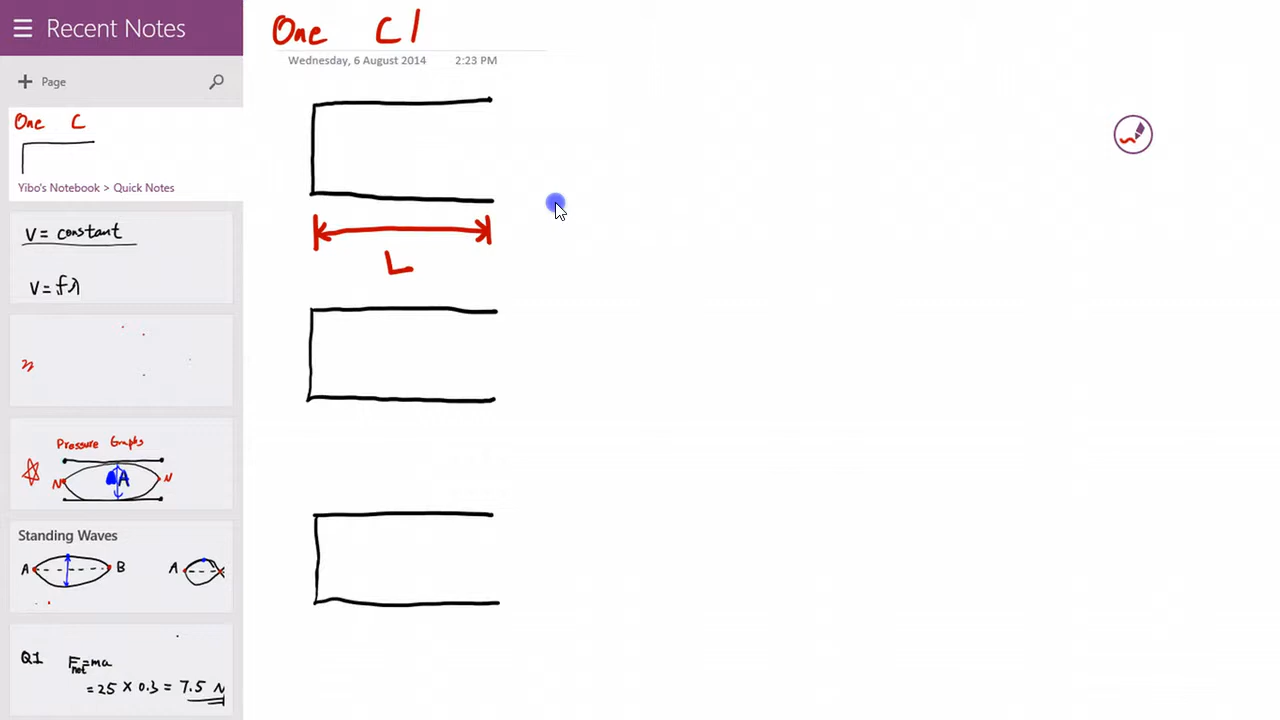 Recent Notes
Page
One C
Yibo's Notebook > Quick Notes
V = constant
V = fλ
Pressure Graphs
N A N
Standing Waves
A B A
Q1 Fnet=ma
= 25 × 0.3 = 7.5 N
One Cl
Wednesday, 6 August 2014 2:23 PM
L